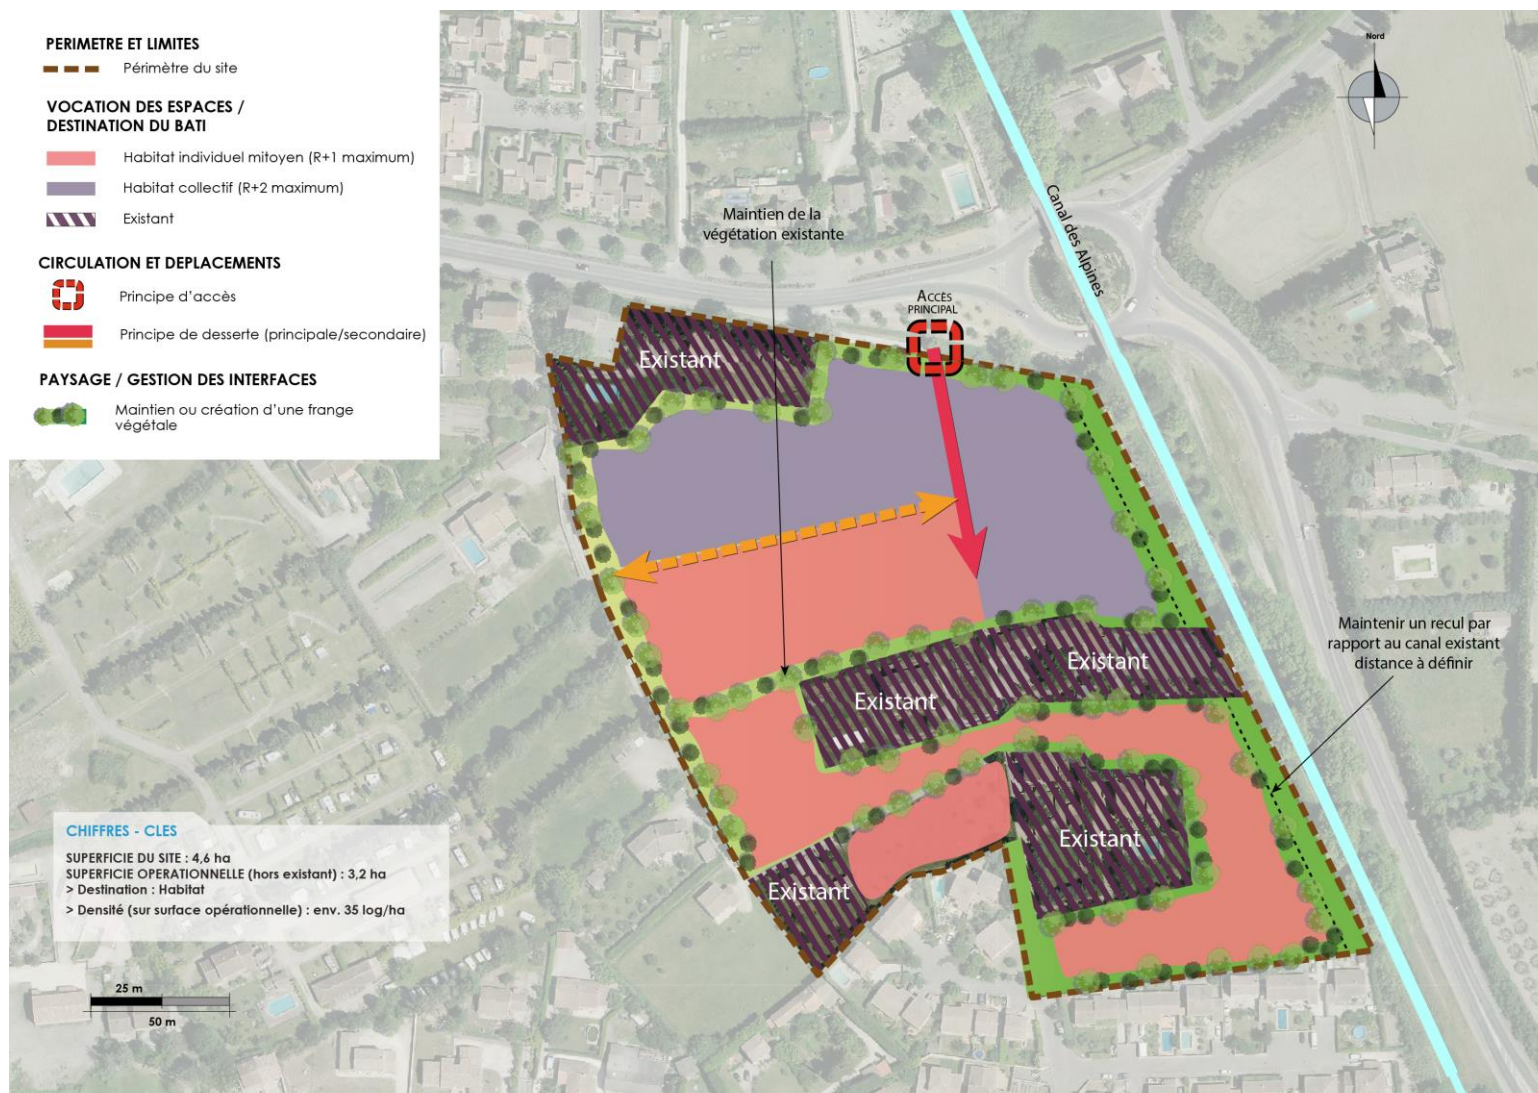 PERIMETRE ET LIMITES
Périmètre du site
VOCATION DES ESPACES /
DESTINATION DU BATI
Habitat individuel mitoyen (R+1 maximum)
Habitat collectif (R+2 maximum)
Existant
CIRCULATION ET DEPLACEMENTS
Principe d'accès
Principe de desserte (principale/secondaire)
PAYSAGE / GESTION DES INTERFACES
Maintien ou création d'une frange
végétale
Nord
Canal des Alpines
Maintien de la
végétation existante
ACCÈS
PRINCIPAL
Existant
Maintenir un recul par
rapport au canal existant
distance à définir
Existant
Existant
Existant
Existant
CHIFFRES - CLES
SUPERFICIE DU SITE : 4,6 ha
SUPERFICIE OPERATIONNELLE (hors existant) : 3,2 ha
> Destination : Habitat
> Densité (sur surface opérationnelle) : env. 35 log/ha
25 m
50 m